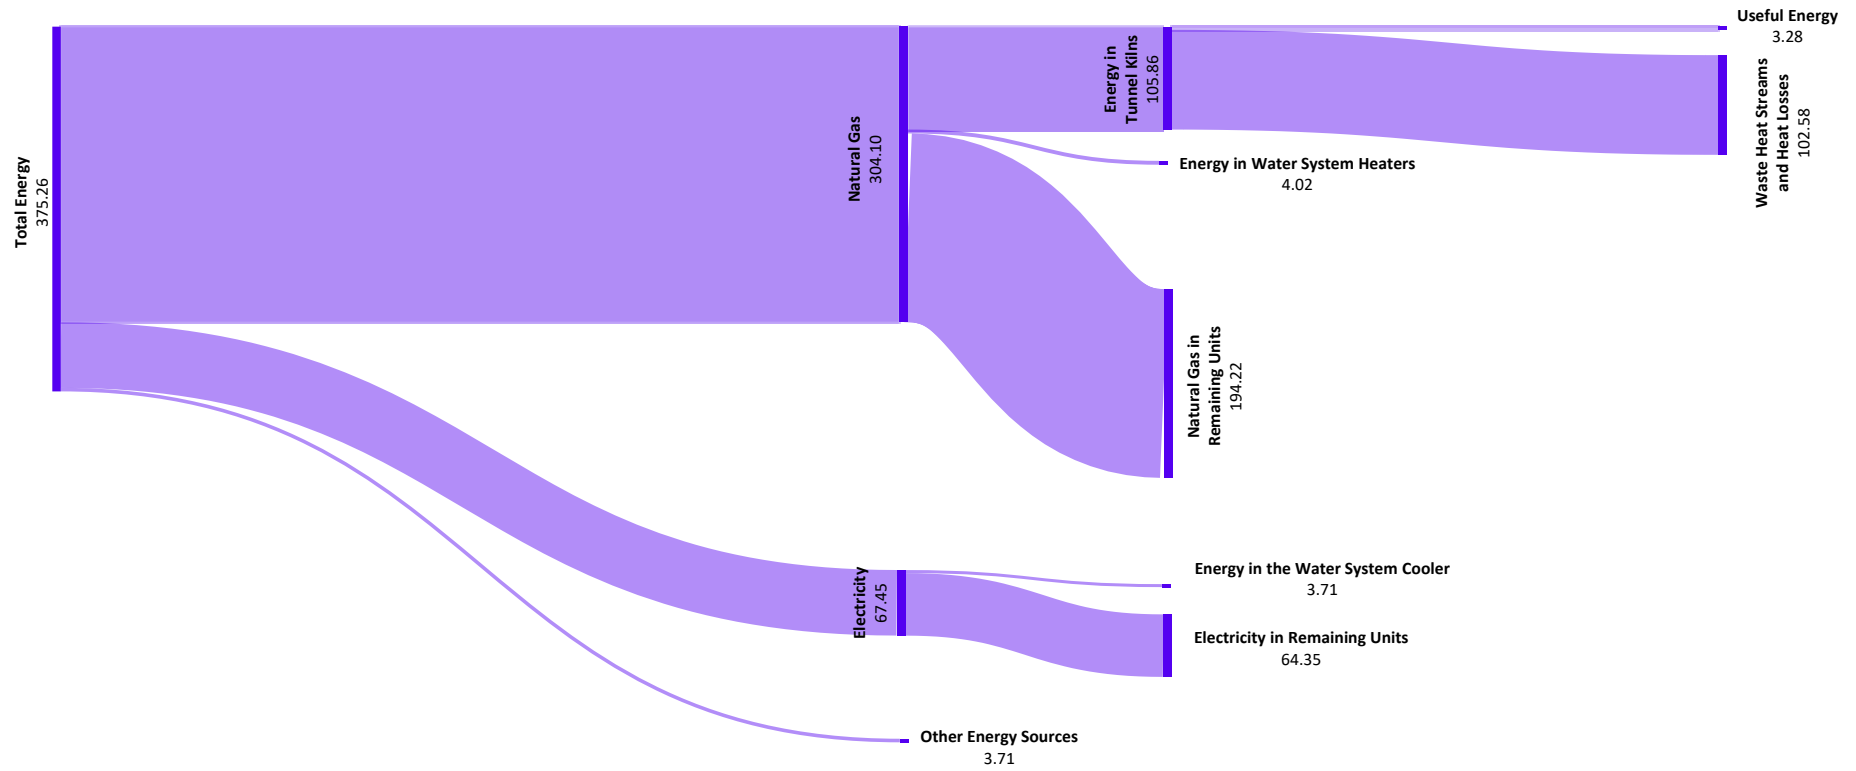 Total Energy
375.26
Natural Gas
304.10
Energy in
Tunnel Kilns
105.86
Useful Energy
3.28
Waste Heat Streams
and Heat Losses
102.58
Energy in Water System Heaters
4.02
Natural Gas in
Remaining Units
194.22
Electricity
67.45
Energy in the Water System Cooler
3.71
Electricity in Remaining Units
64.35
Other Energy Sources
3.71